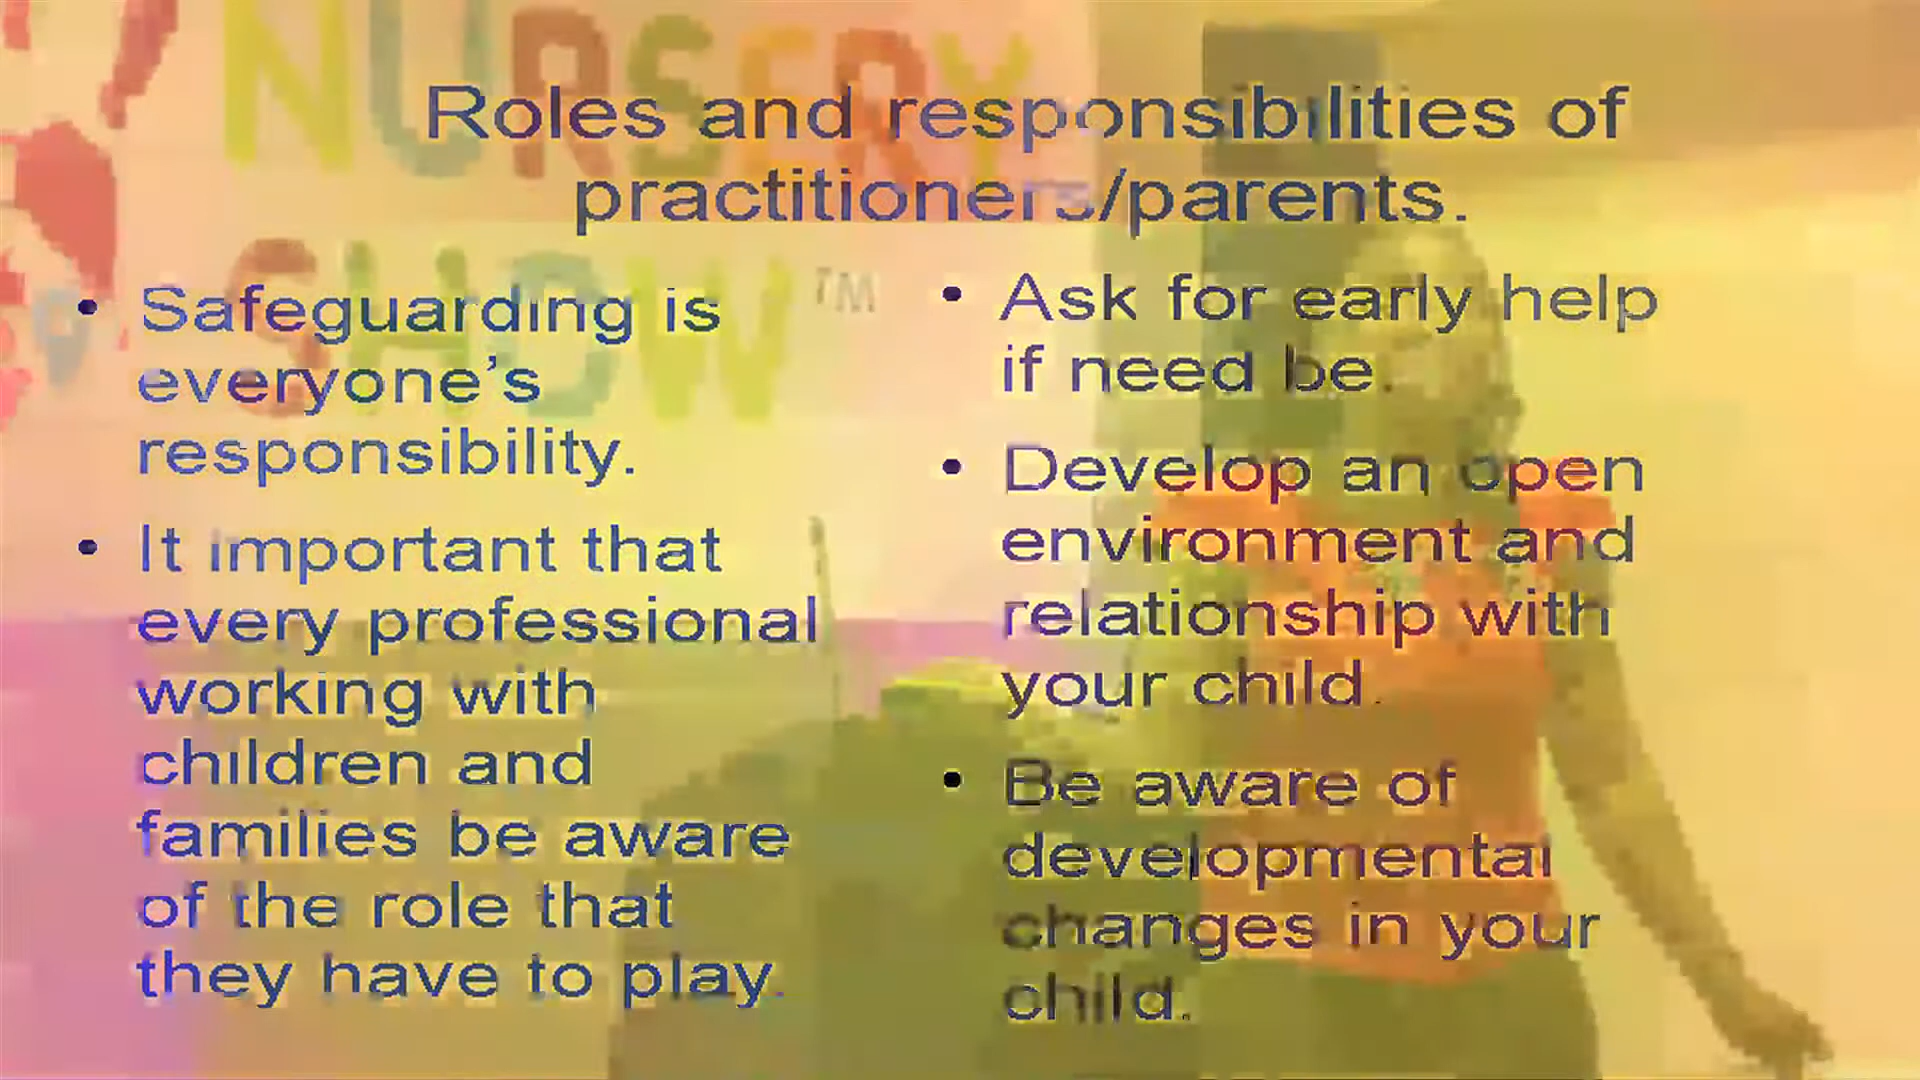 NURSERY
SHOW™
Roles and responsibilities of
practitioners/parents.
• Safeguarding is
everyone’s
responsibility.
• It important that
every professional
working with
children and
families be aware
of the role that
they have to play.
• Ask for early help
if need be.
• Develop an open
environment and
relationship with
your child.
• Be aware of
developmental
changes in your
child.